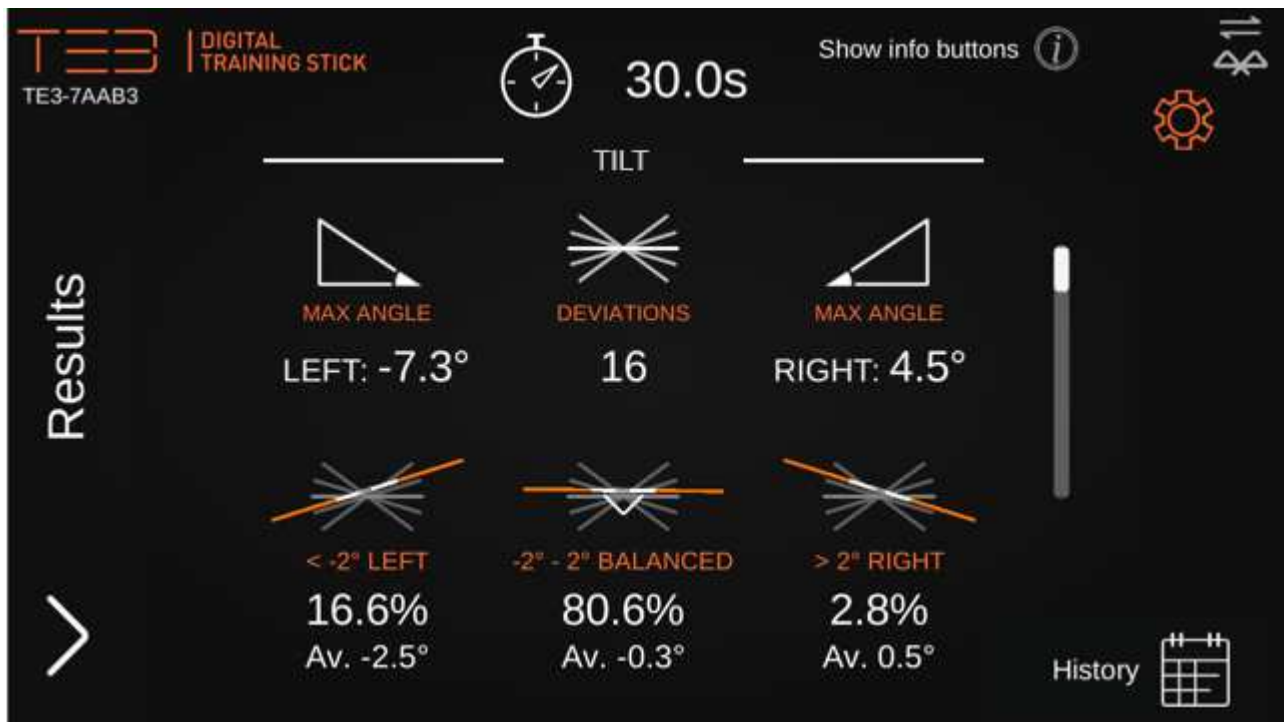 TE3
DIGITAL
TRAINING STICK
TE3-7AAB3
30.0s
Show info buttons i
TILT
Results
MAX ANGLE
DEVIATIONS
MAX ANGLE
LEFT: -7.3°
16
RIGHT: 4.5°
< -2° LEFT
-2° - 2° BALANCED
> 2° RIGHT
16.6%
80.6%
2.8%
Av. -2.5°
Av. -0.3°
Av. 0.5°
History